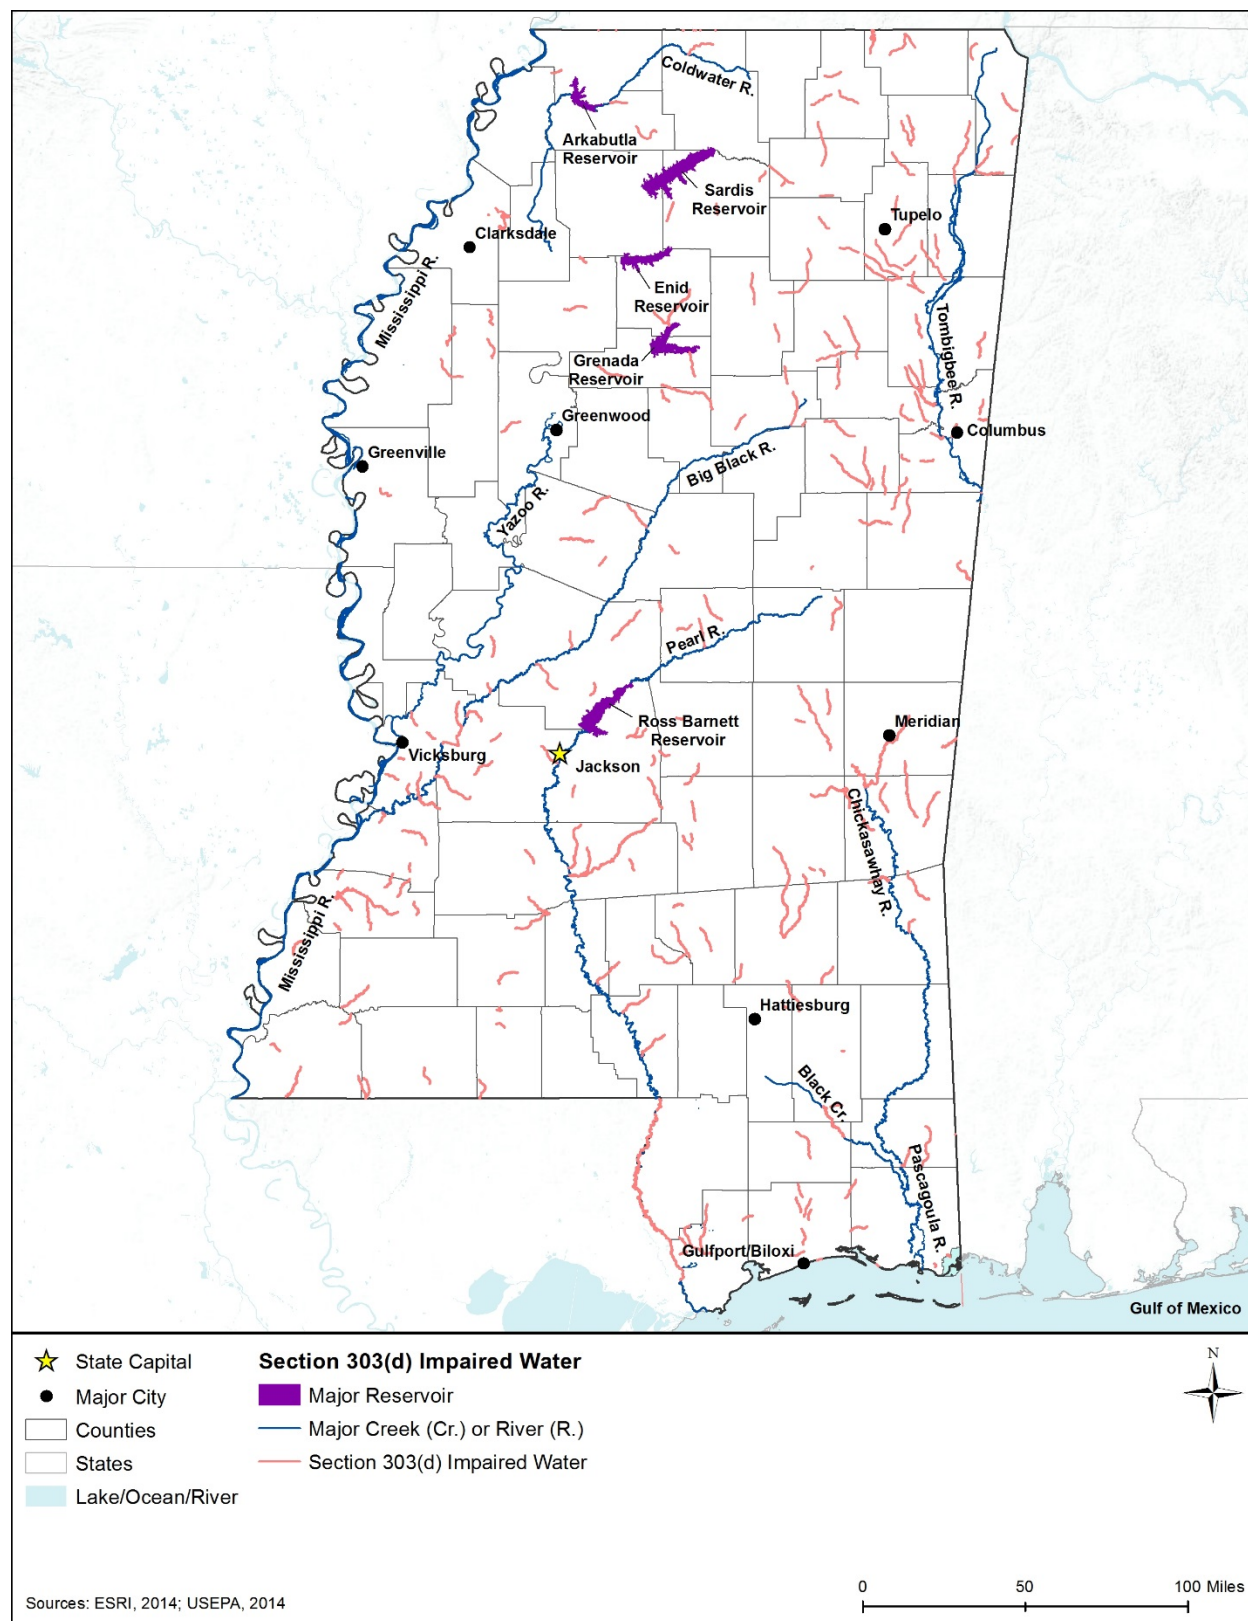 Coldwater R.
Arkabutla
Reservoir
Sardis
Reservoir
Tupelo
Clarksdale
Mississippi R.
Enid
Reservoir
Tombigbee R.
Grenada
Reservoir
Greenwood
Columbus
Greenville
Big Black R.
Yazoo R.
Pearl R.
Ross Barnett
Reservoir
Meridian
Vicksburg
Jackson
Chickasawhay R.
Mississippi R.
Hattiesburg
Black Cr.
Pascagoula R.
Gulfport/Biloxi
Gulf of Mexico
State Capital
Major City
Counties
States
Lake/Ocean/River
Section 303(d) Impaired Water
Major Reservoir
Major Creek (Cr.) or River (R.)
Section 303(d) Impaired Water
N
0 50 100 Miles
Sources: ESRI, 2014; USEPA, 2014